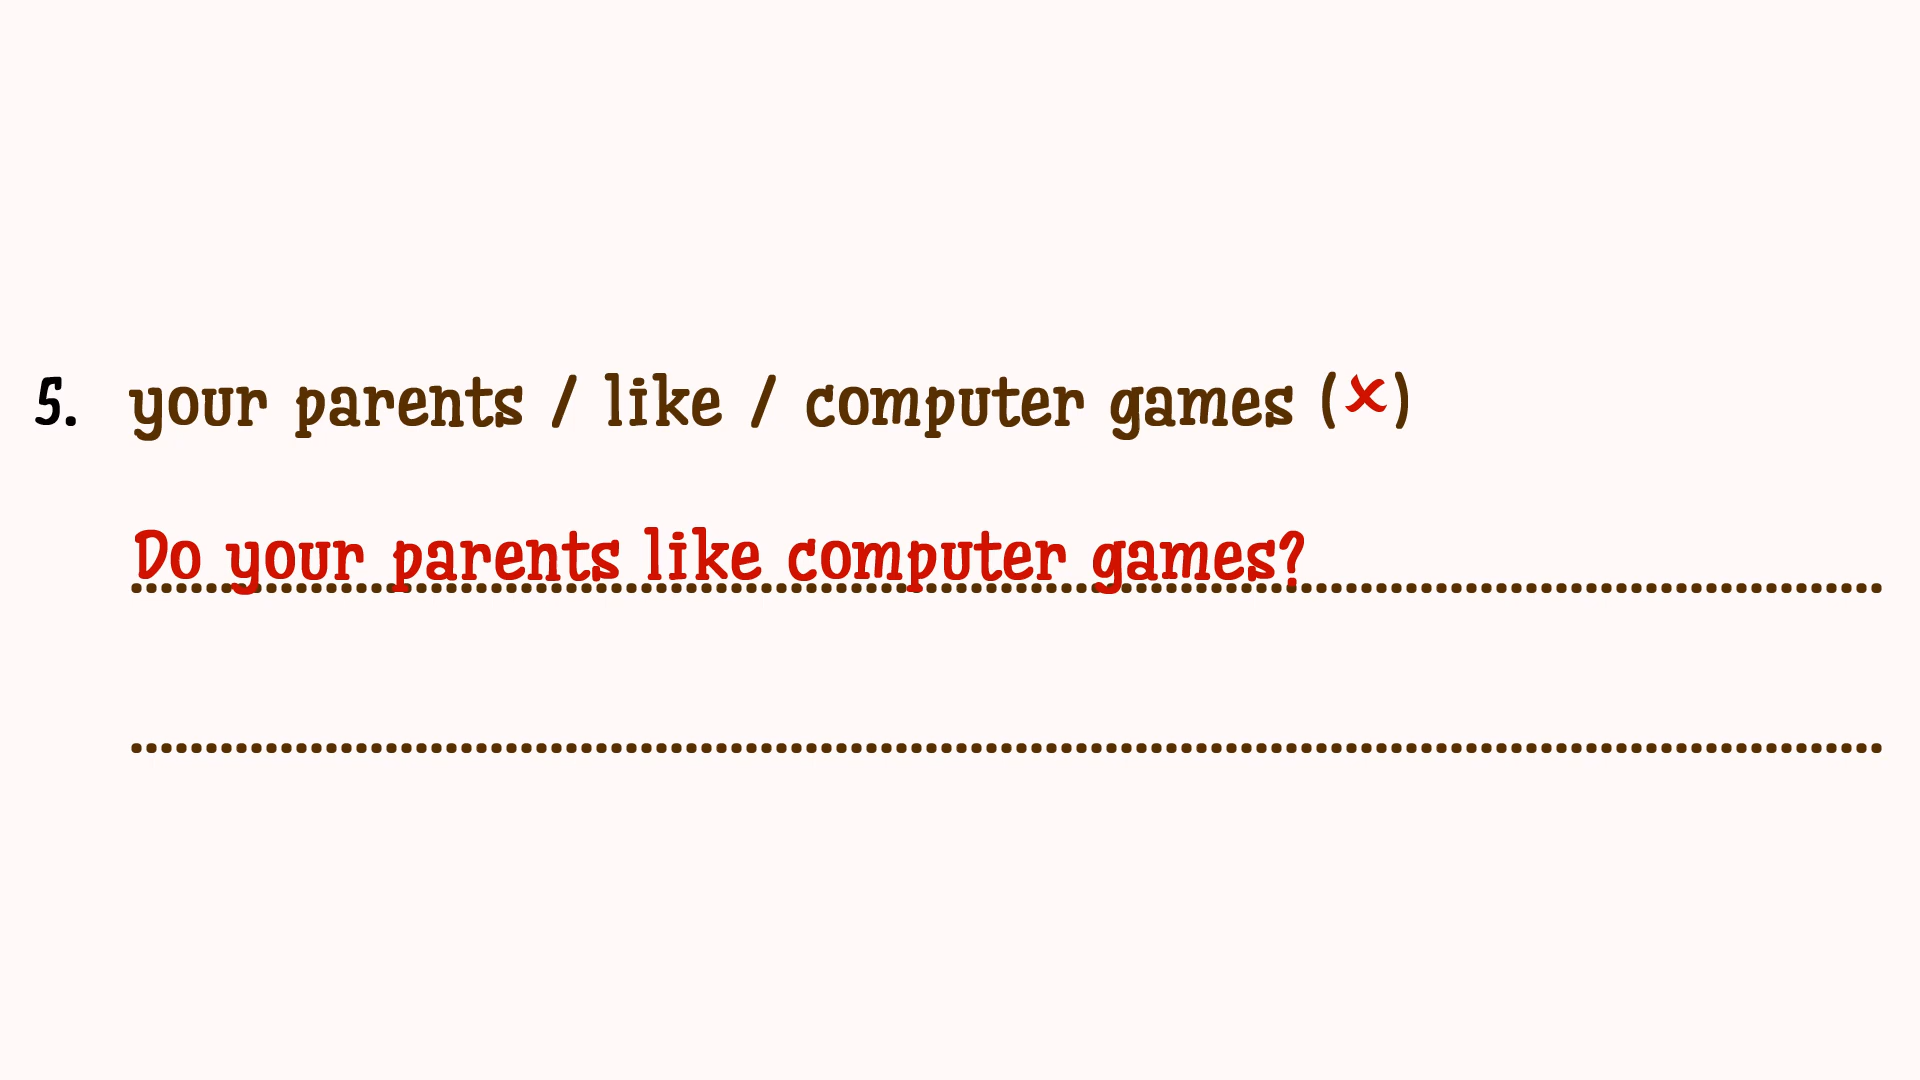 5. your parents / like / computer games (✗)
Do your parents like computer games?